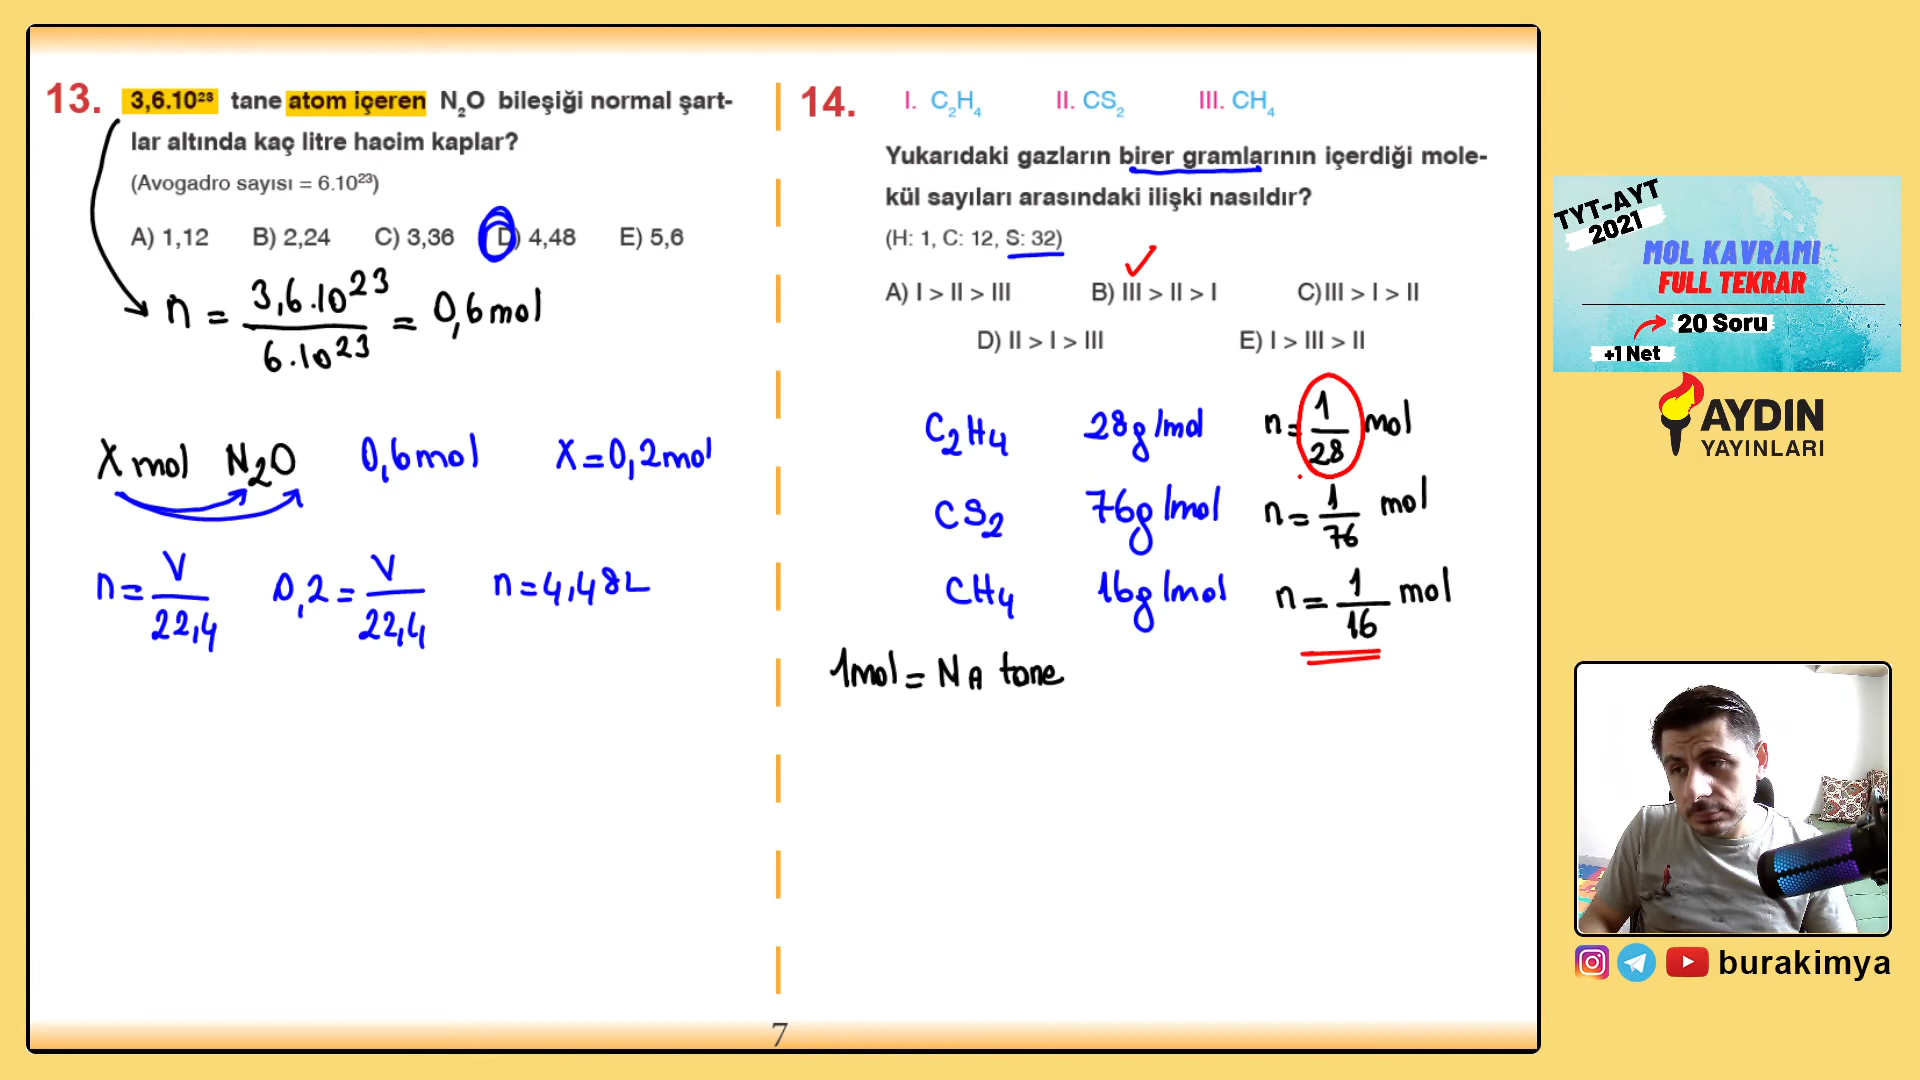 13. 3,6.10²³ tane atom içeren N₂O bileşiği normal şart-
lar altında kaç litre hacim kaplar?
(Avogadro sayısı = 6.10²³)
A) 1,12 B) 2,24 C) 3,36 D) 4,48 E) 5,6
n = 3,6.10²³ / 6.10²³ = 0,6 mol
X mol N₂O 0,6 mol X = 0,2 mol
n = V / 22,4 0,2 = V / 22,4 n = 4,48 L
14. I. C₂H₄ II. CS₂ III. CH₄
Yukarıdaki gazların birer gramlarının içerdiği mole-
kül sayıları arasındaki ilişki nasıldır?
(H: 1, C: 12, S: 32)
A) I > II > III B) III > II > I C) III > I > II
D) II > I > III E) I > III > II
C₂H₄ 28g/mol n = 1/28 mol
CS₂ 76g/mol n = 1/76 mol
CH₄ 16g/mol n = 1/16 mol
1mol = NA tane
7
TYT-AYT
2021
MOL KAVRAMI
FULL TEKRAR
20 Soru
+1 Net
AYDIN
YAYINLARI
burakimya